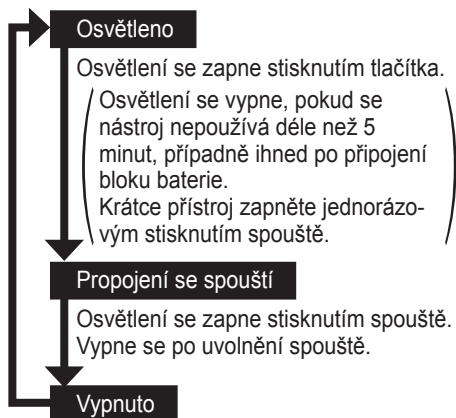 Osvětleno
Osvětlení se zapne stisknutím tlačítka.
Osvětlení se vypne, pokud se
nástroj nepoužívá déle než 5
minut, případně ihned po připojení
bloku baterie.
Krátce přístroj zapněte jednorázo-
vým stisknutím spouště.
Propojení se spouští
Osvětlení se zapne stisknutím spouště.
Vypne se po uvolnění spouště.
Vypnuto